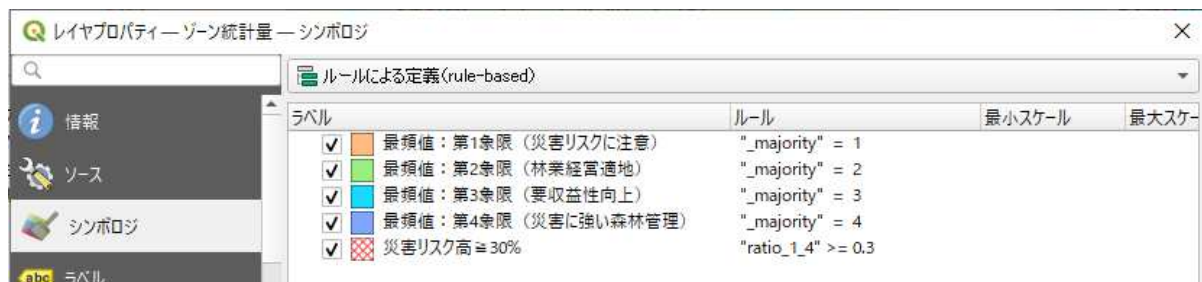 レイヤプロパティ — ゾーン統計量 — シンボロジ
ルールによる定義(rule-based)
情報
ソース
シンボロジ
abc ラベル
ラベル ルール 最小スケール 最大スケー
最頻値：第1象限（災害リスクに注意） "_majority" = 1
最頻値：第2象限（林業経営適地） "_majority" = 2
最頻値：第3象限（要収益性向上） "_majority" = 3
最頻値：第4象限（災害に強い森林管理） "_majority" = 4
災害リスク高≧30% "ratio_1_4" >= 0.3